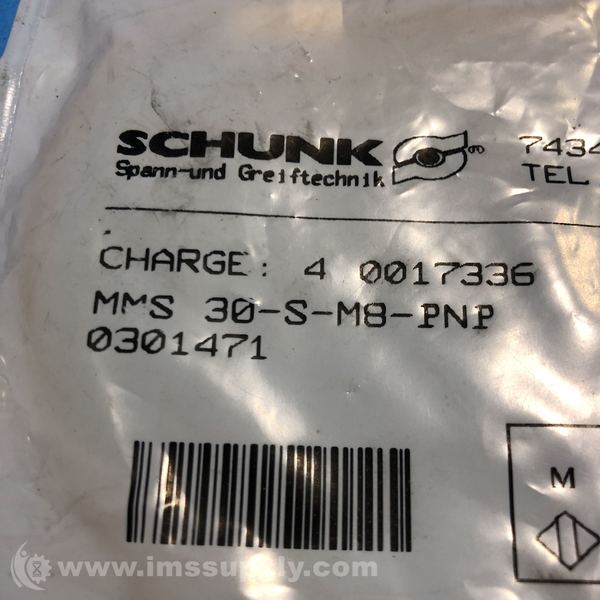 SCHUNK
Spann-und Greiftechnik
7434
TEL
CHARGE: 4 0017336
MMS 30-S-M8-PNP
0301471
M
www.imssupply.com